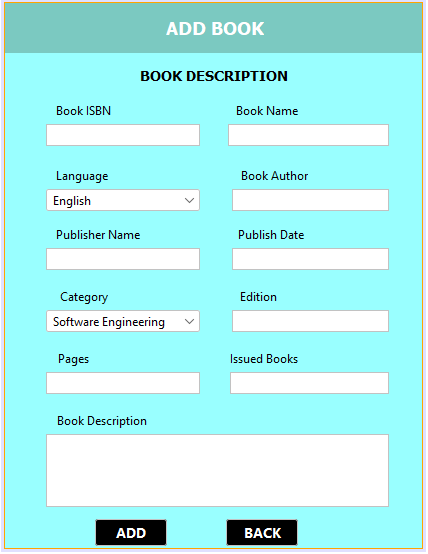 ADD BOOK
BOOK DESCRIPTION
Book ISBN Book Name
Language Book Author
English
Publisher Name Publish Date
Category Edition
Software Engineering
Pages Issued Books
Book Description
ADD BACK